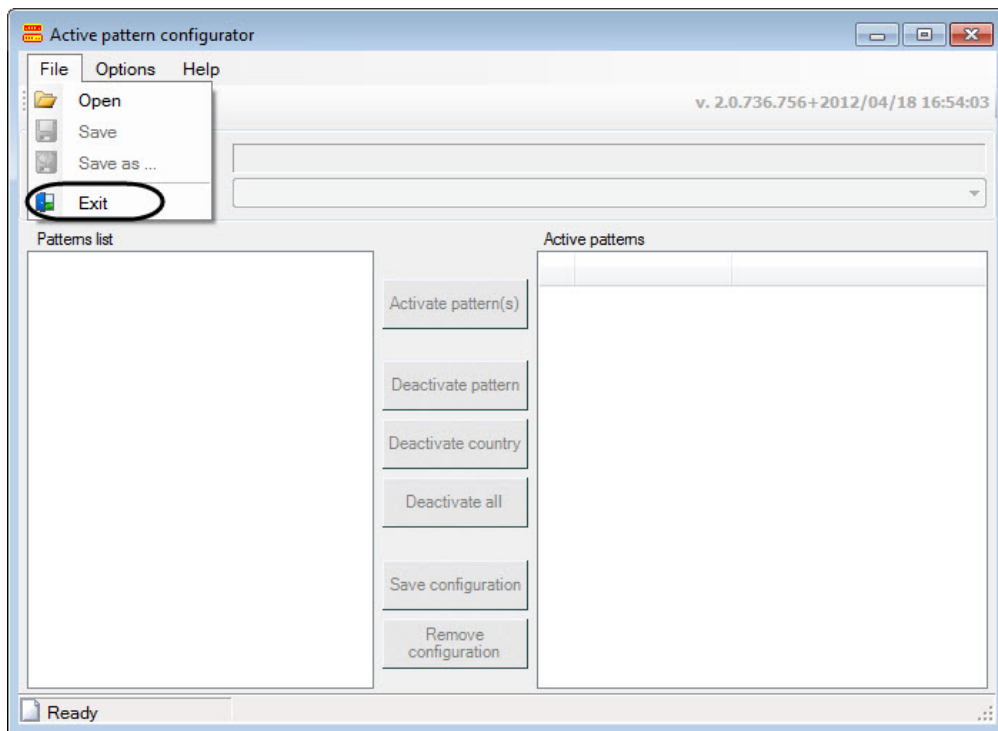 Active pattern configurator
File Options Help
v. 2.0.736.756+2012/04/18 16:54:03
Open
Save
Save as ...
Exit
Patterns list
Active patterns
Activate pattern(s)
Deactivate pattern
Deactivate country
Deactivate all
Save configuration
Remove
configuration
Ready